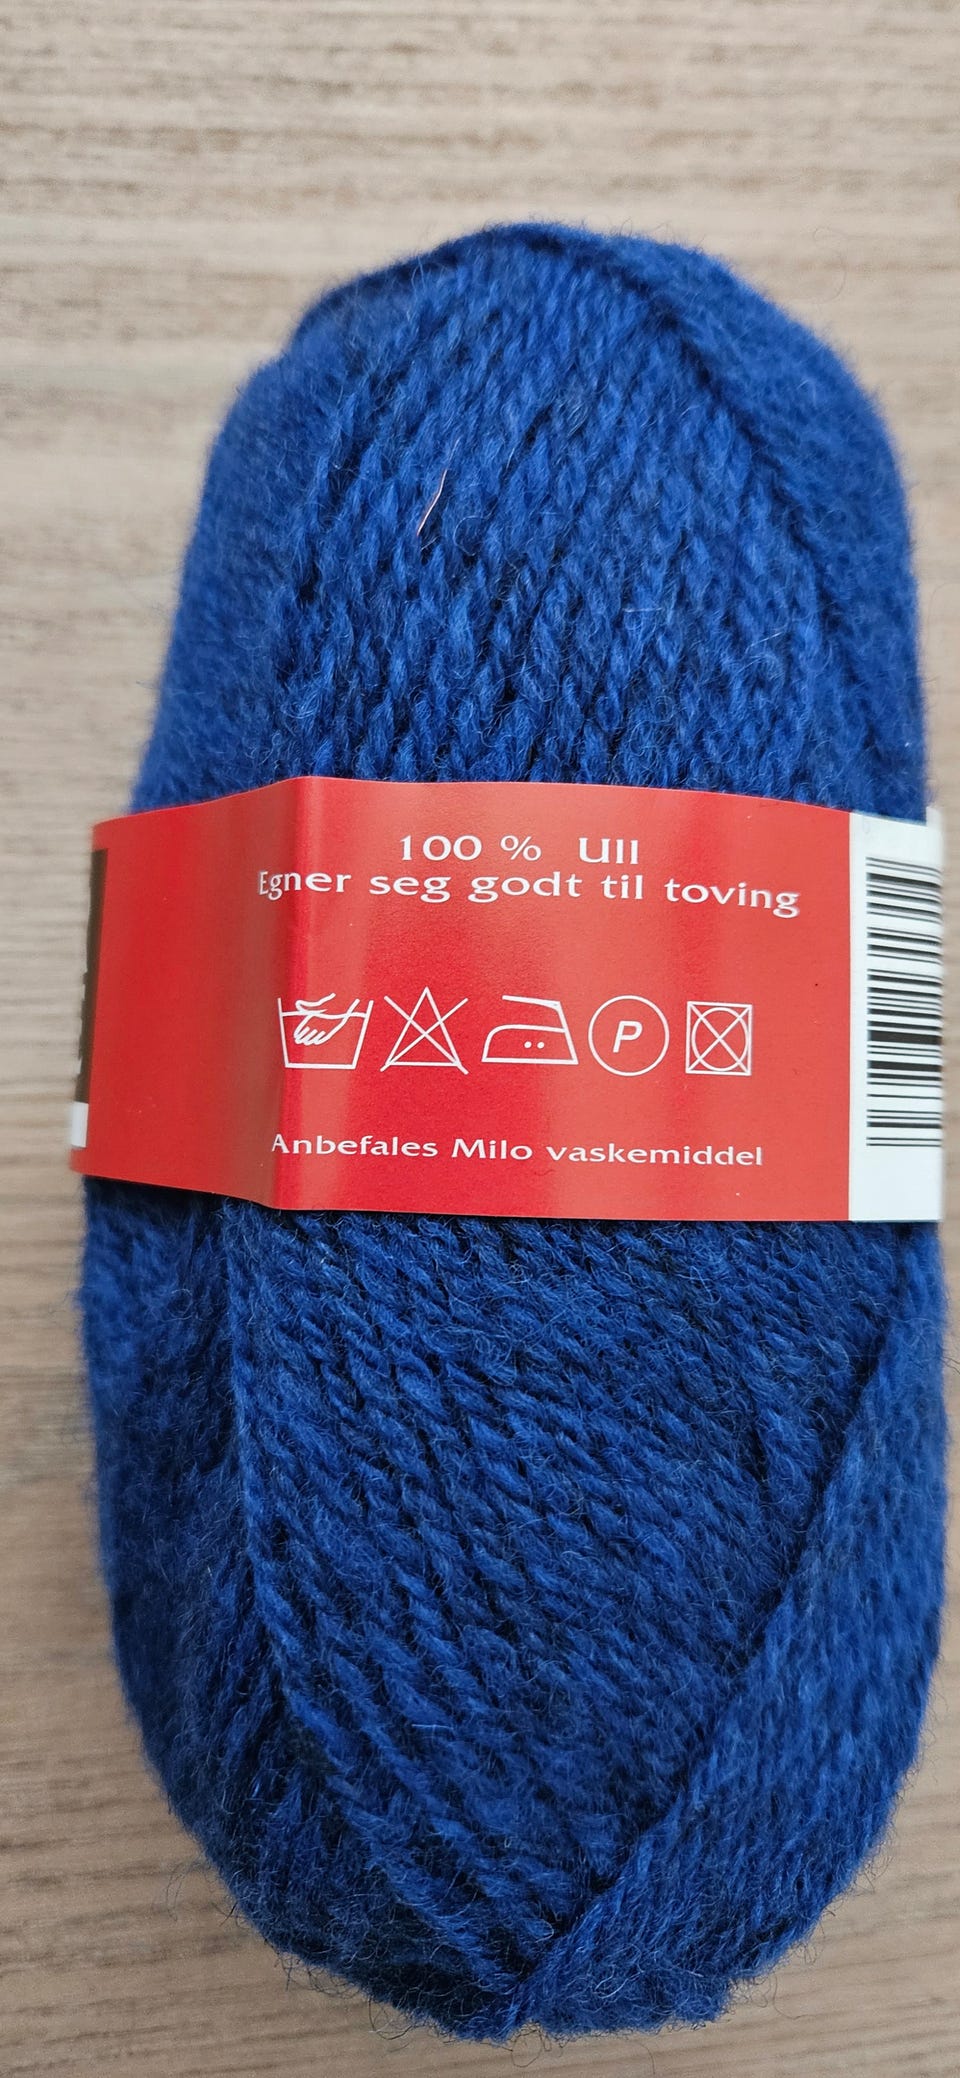 100 % Ull
Egner seg godt til toving
P
Anbefales Milo vaskemiddel